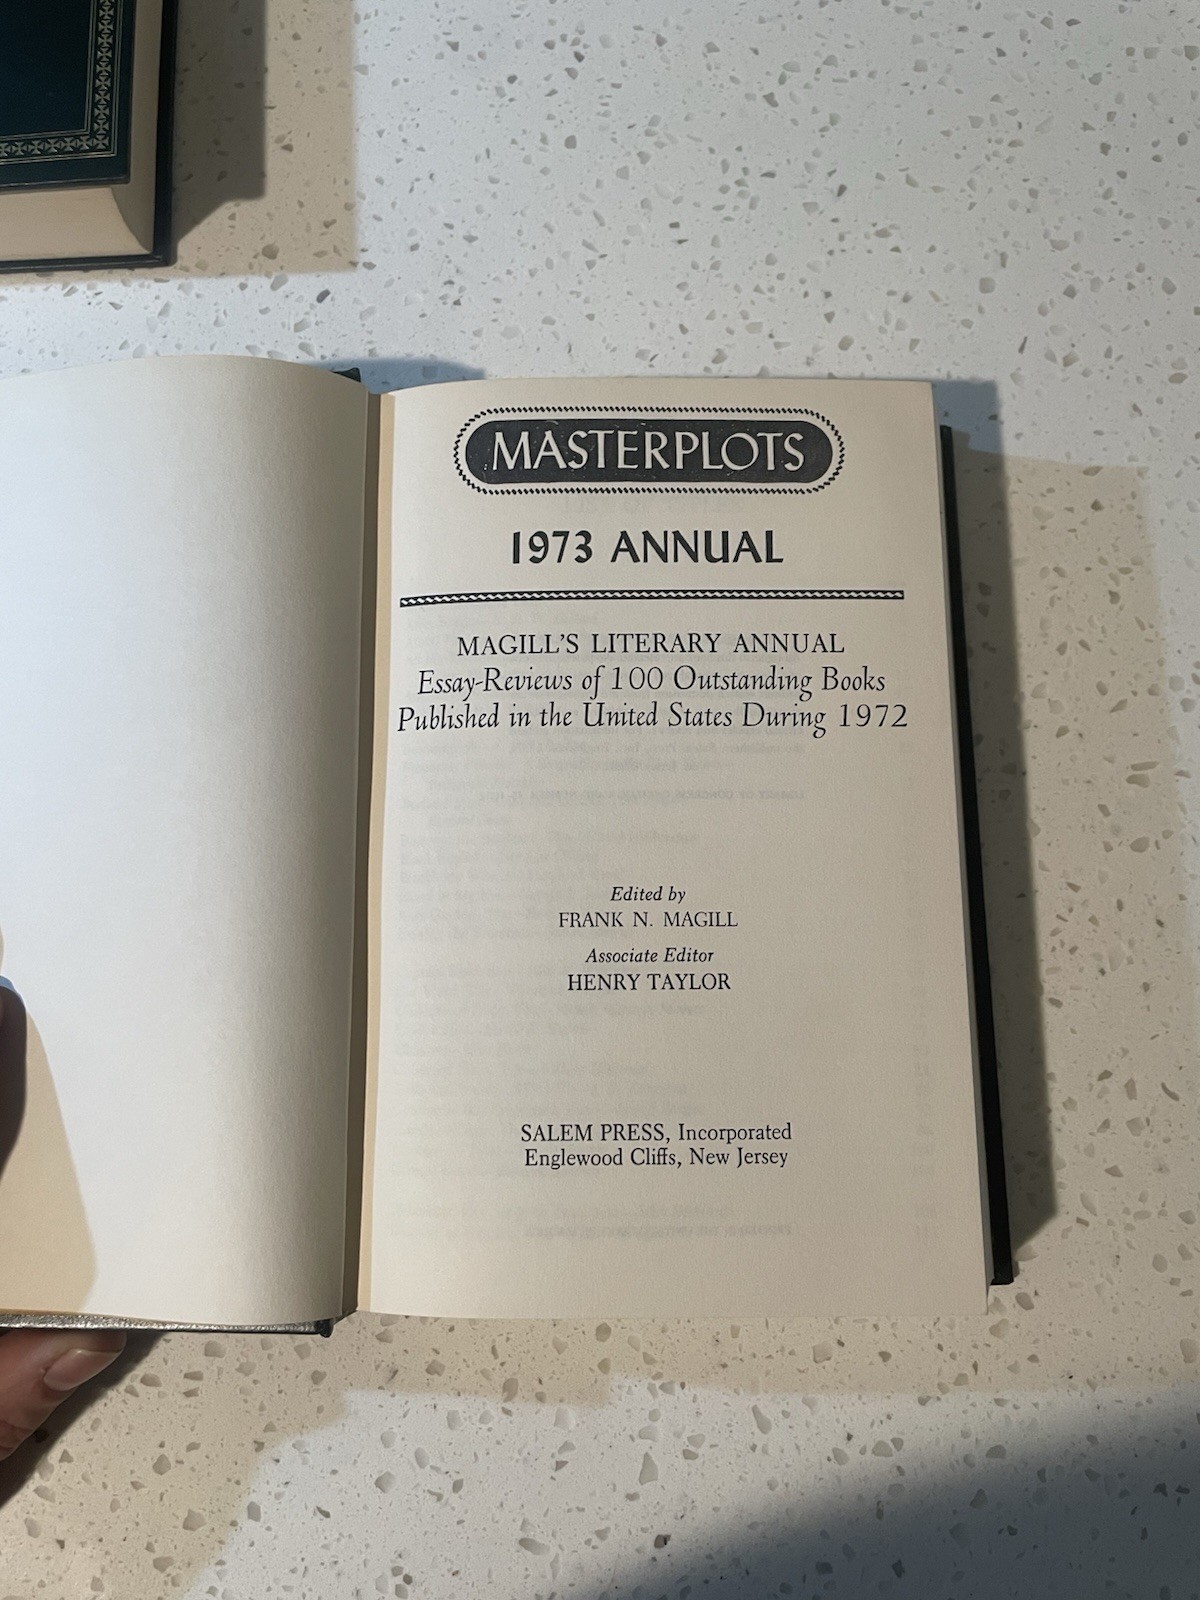 MASTERPLOTS
1973 ANNUAL
MAGILL'S LITERARY ANNUAL
Essay-Reviews of 100 Outstanding Books
Published in the United States During 1972
Edited by
FRANK N. MAGILL
Associate Editor
HENRY TAYLOR
SALEM PRESS, Incorporated
Englewood Cliffs, New Jersey